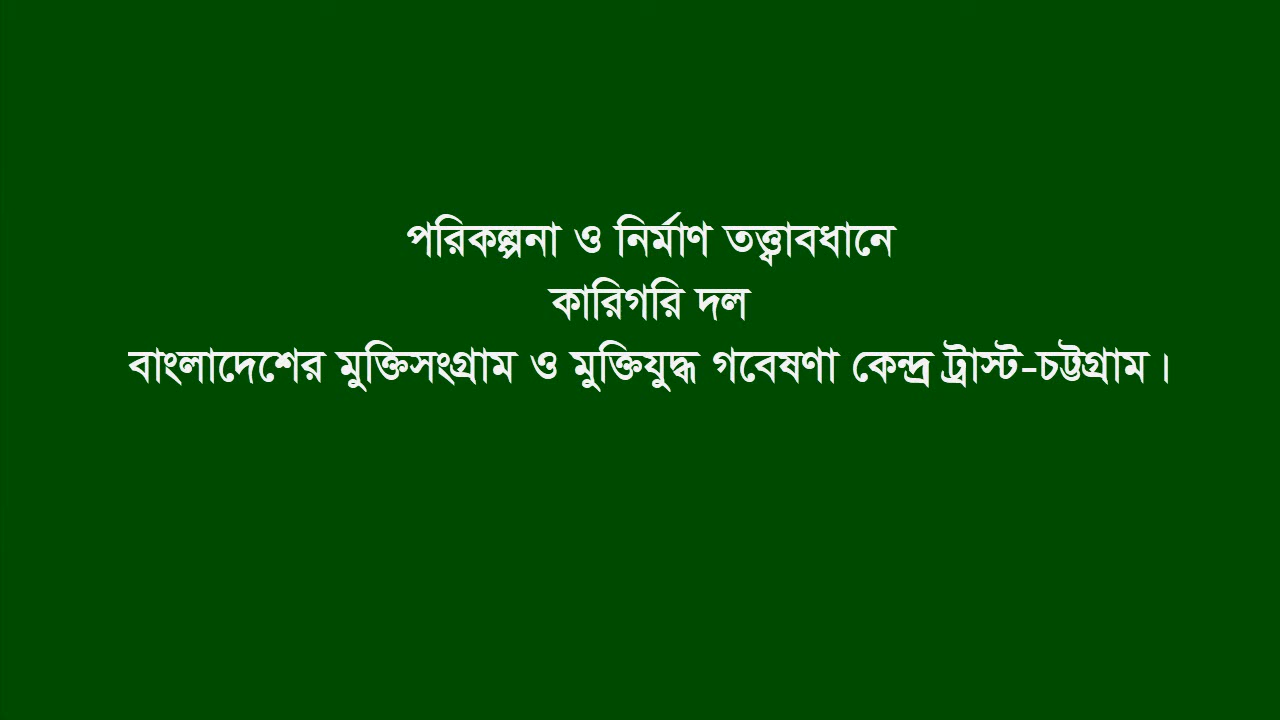 পরিকল্পনা ও নির্মাণ তত্ত্বাবধানে
কারিগরি দল
বাংলাদেশের মুক্তিসংগ্রাম ও মুক্তিযুদ্ধ গবেষণা কেন্দ্র ট্রাস্ট-চট্টগ্রাম।